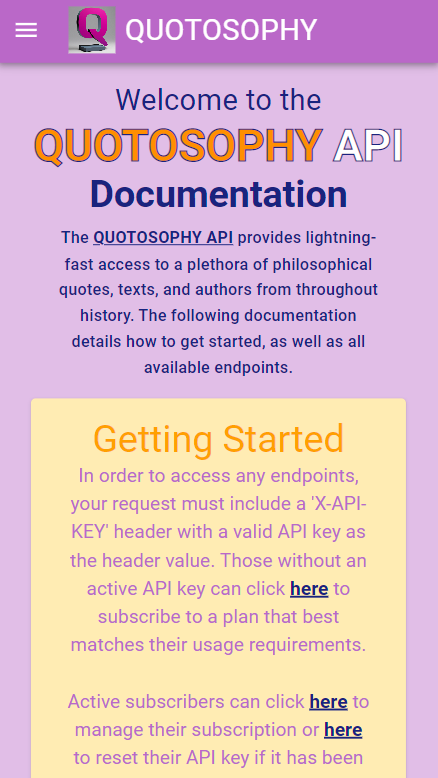 QUOTOSOPHY
Welcome to the
QUOTOSOPHY API
Documentation
The QUOTOSOPHY API provides lightning-
fast access to a plethora of philosophical
quotes, texts, and authors from throughout
history. The following documentation
details how to get started, as well as all
available endpoints.
Getting Started
In order to access any endpoints,
your request must include a 'X-API-
KEY' header with a valid API key as
the header value. Those without an
active API key can click here to
subscribe to a plan that best
matches their usage requirements.
Active subscribers can click here to
manage their subscription or here
to reset their API key if it has been